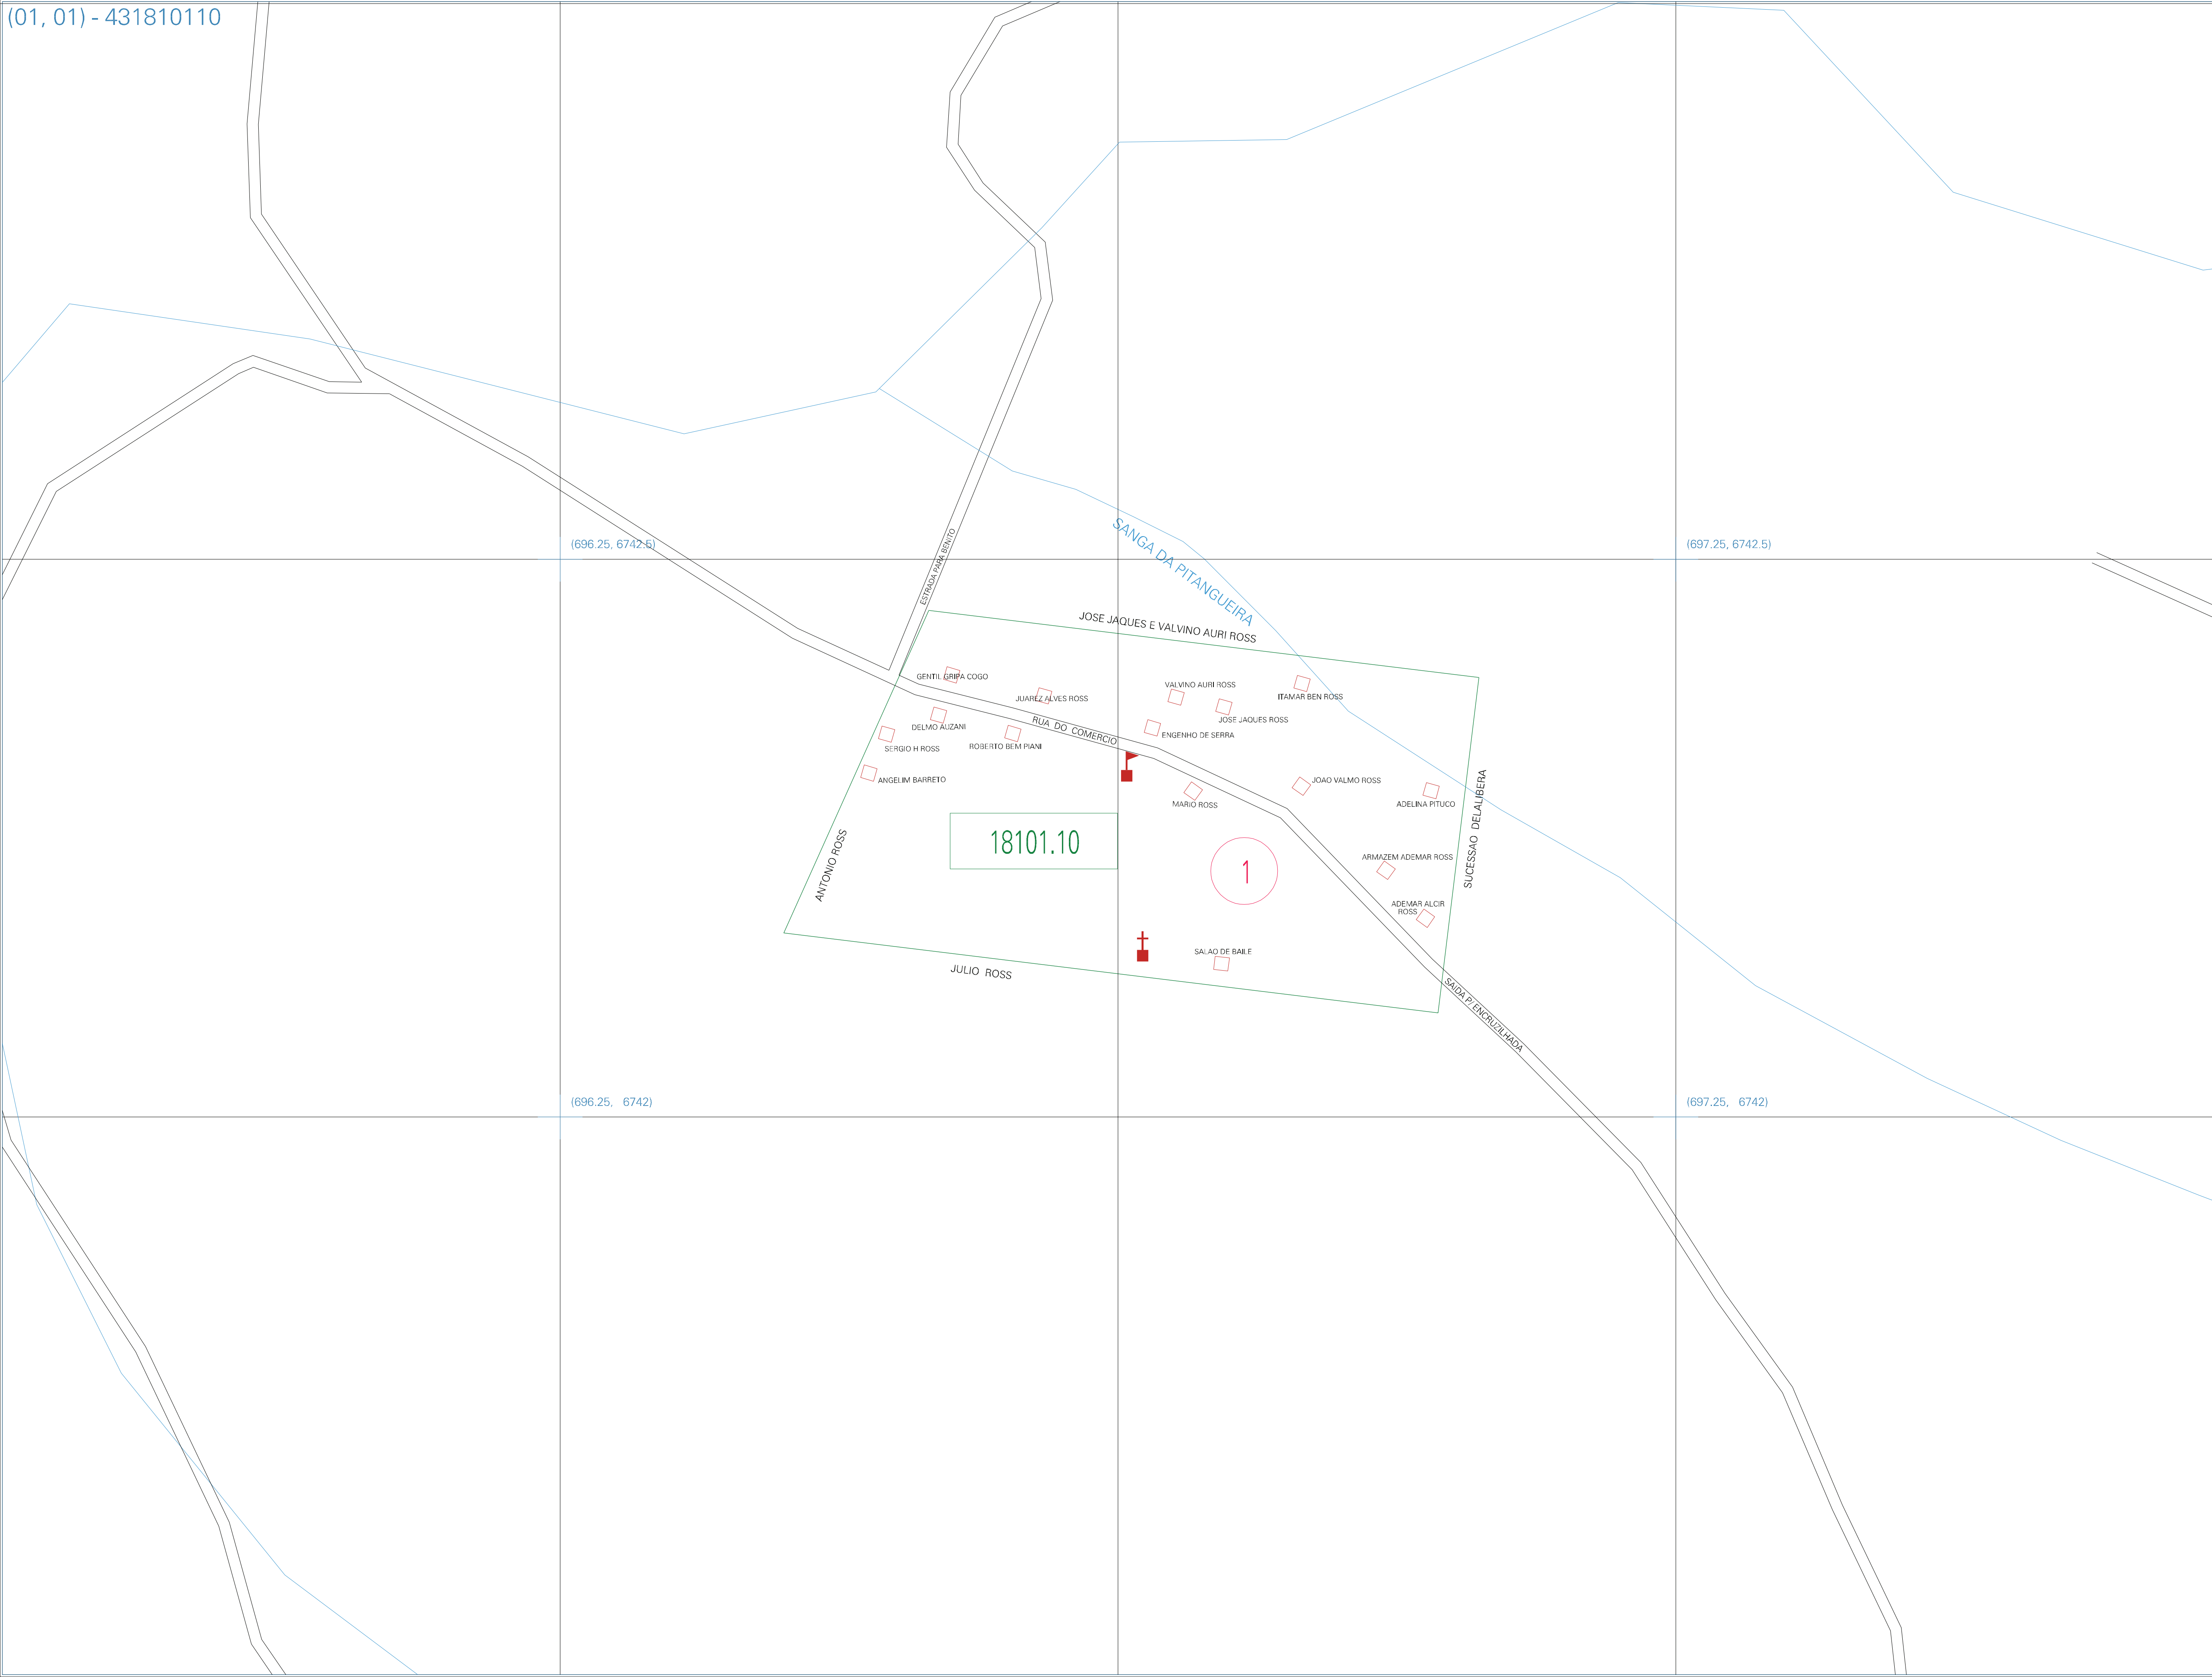 (01, 01) - 431810110
(696.25, 6742.5)
(697.25, 6742.5)
SANGA DA PITANGUEIRA
ESTRADA PARA BENITO
JOSE JAQUES E VALVINO AURI ROSS
GENTIL GRIPA COGO
JUAREZ ALVES ROSS
VALVINO AURI ROSS
ITAMAR BEN ROSS
JOSE JAQUES ROSS
DELMO AUZANI
RUA DO COMERCIO
ENGENHO DE SERRA
SERGIO H ROSS
ROBERTO BEM PIANI
ANGELIM BARRETO
JOAO VALMO ROSS
MARIO ROSS
ADELINA PITUCO
SUCESSAO DELALIBERA
ANTONIO ROSS
18101.10
1
ARMAZEM ADEMAR ROSS
ADEMAR ALCIR
ROSS
SALAO DE BAILE
JULIO ROSS
SAIDA P/ ENCRUZILHADA
(696.25, 6742)
(697.25, 6742)